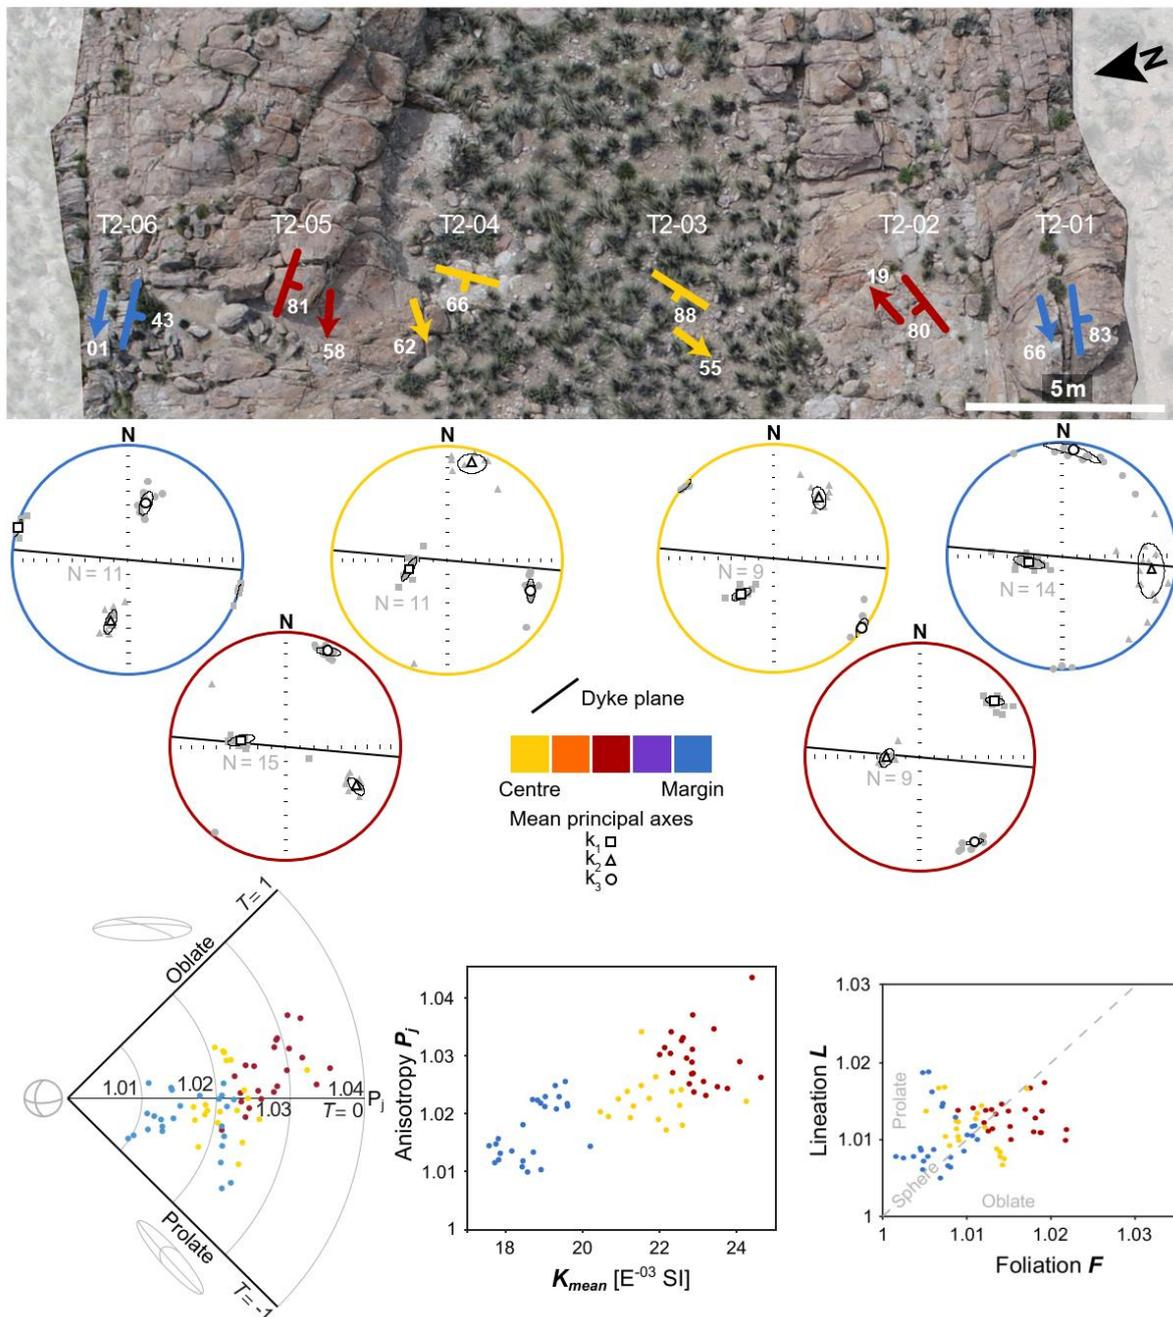 N
T2-06
T2-05
T2-04
T2-03
T2-02
T2-01
01
43
81
58
62
66
88
55
19
80
66
83
5 m
N
N
N
N
N = 11
N = 11
N = 9
N = 14
N
N
N = 15
N = 9
Dyke plane
Centre
Margin
Mean principal axes
k1
k2
k3
T= 1
Oblate
1.01
1.02
1.03
1.04
Pj
T= 0
Prolate
T= -1
Anisotropy Pj
1.04
1.03
1.02
1.01
1
18
20
22
24
Kmean [E-03 SI]
Lineation L
1.03
1.02
1.01
1
Prolate
Sphere
Oblate
1
1.01
1.02
1.03
Foliation F